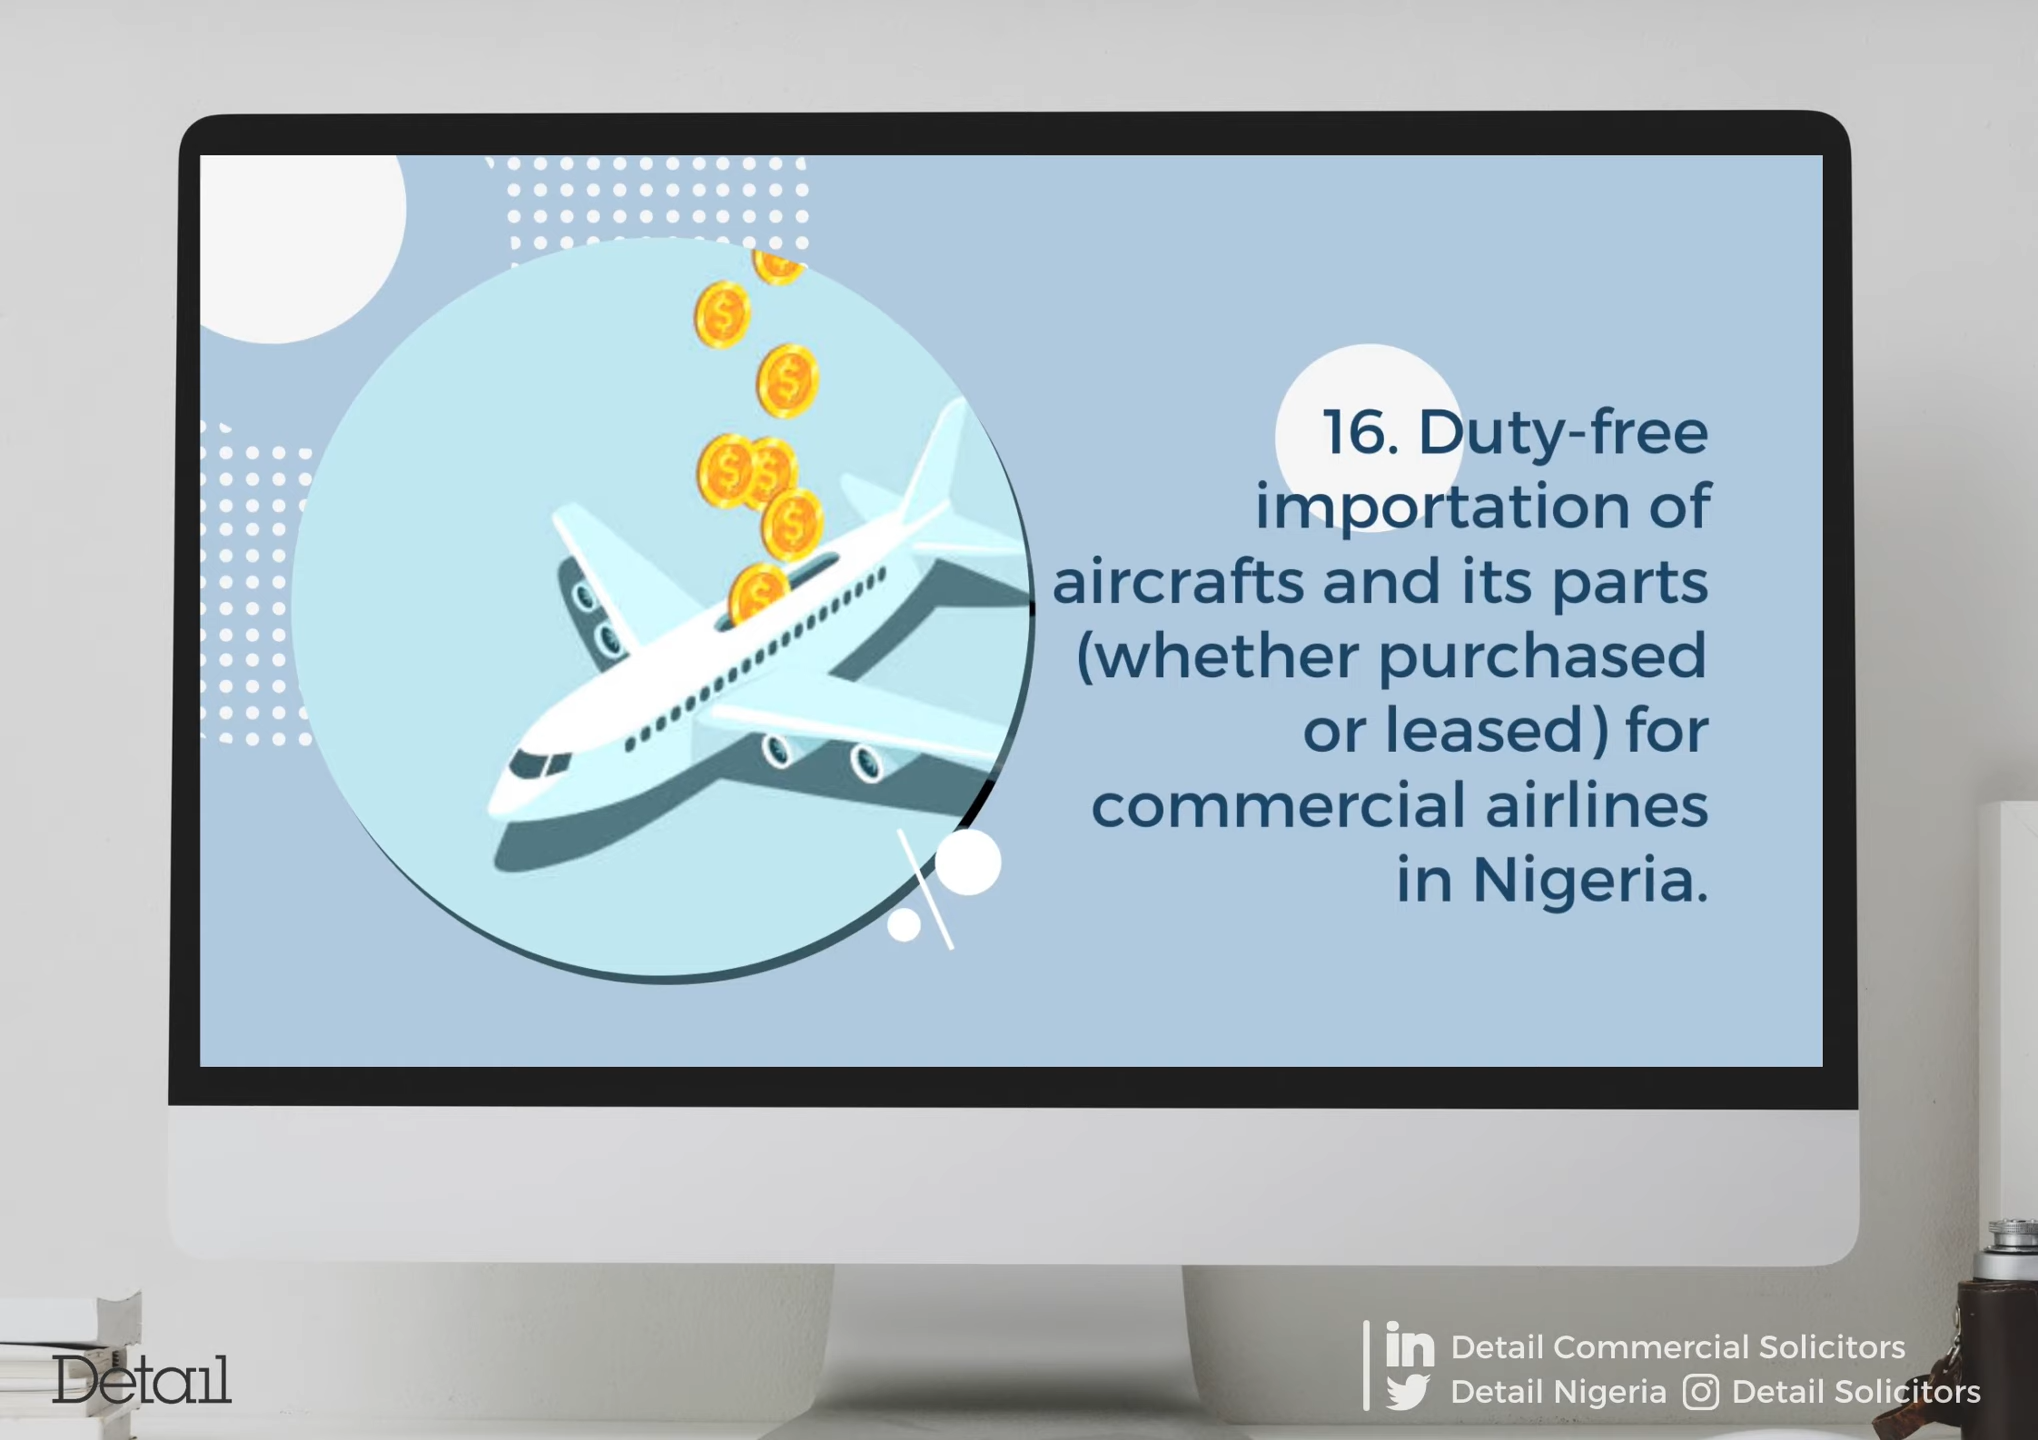 16. Duty-free
importation of
aircrafts and its parts
(whether purchased
or leased) for
commercial airlines
in Nigeria.
Detail
in Detail Commercial Solicitors
Detail Nigeria Detail Solicitors